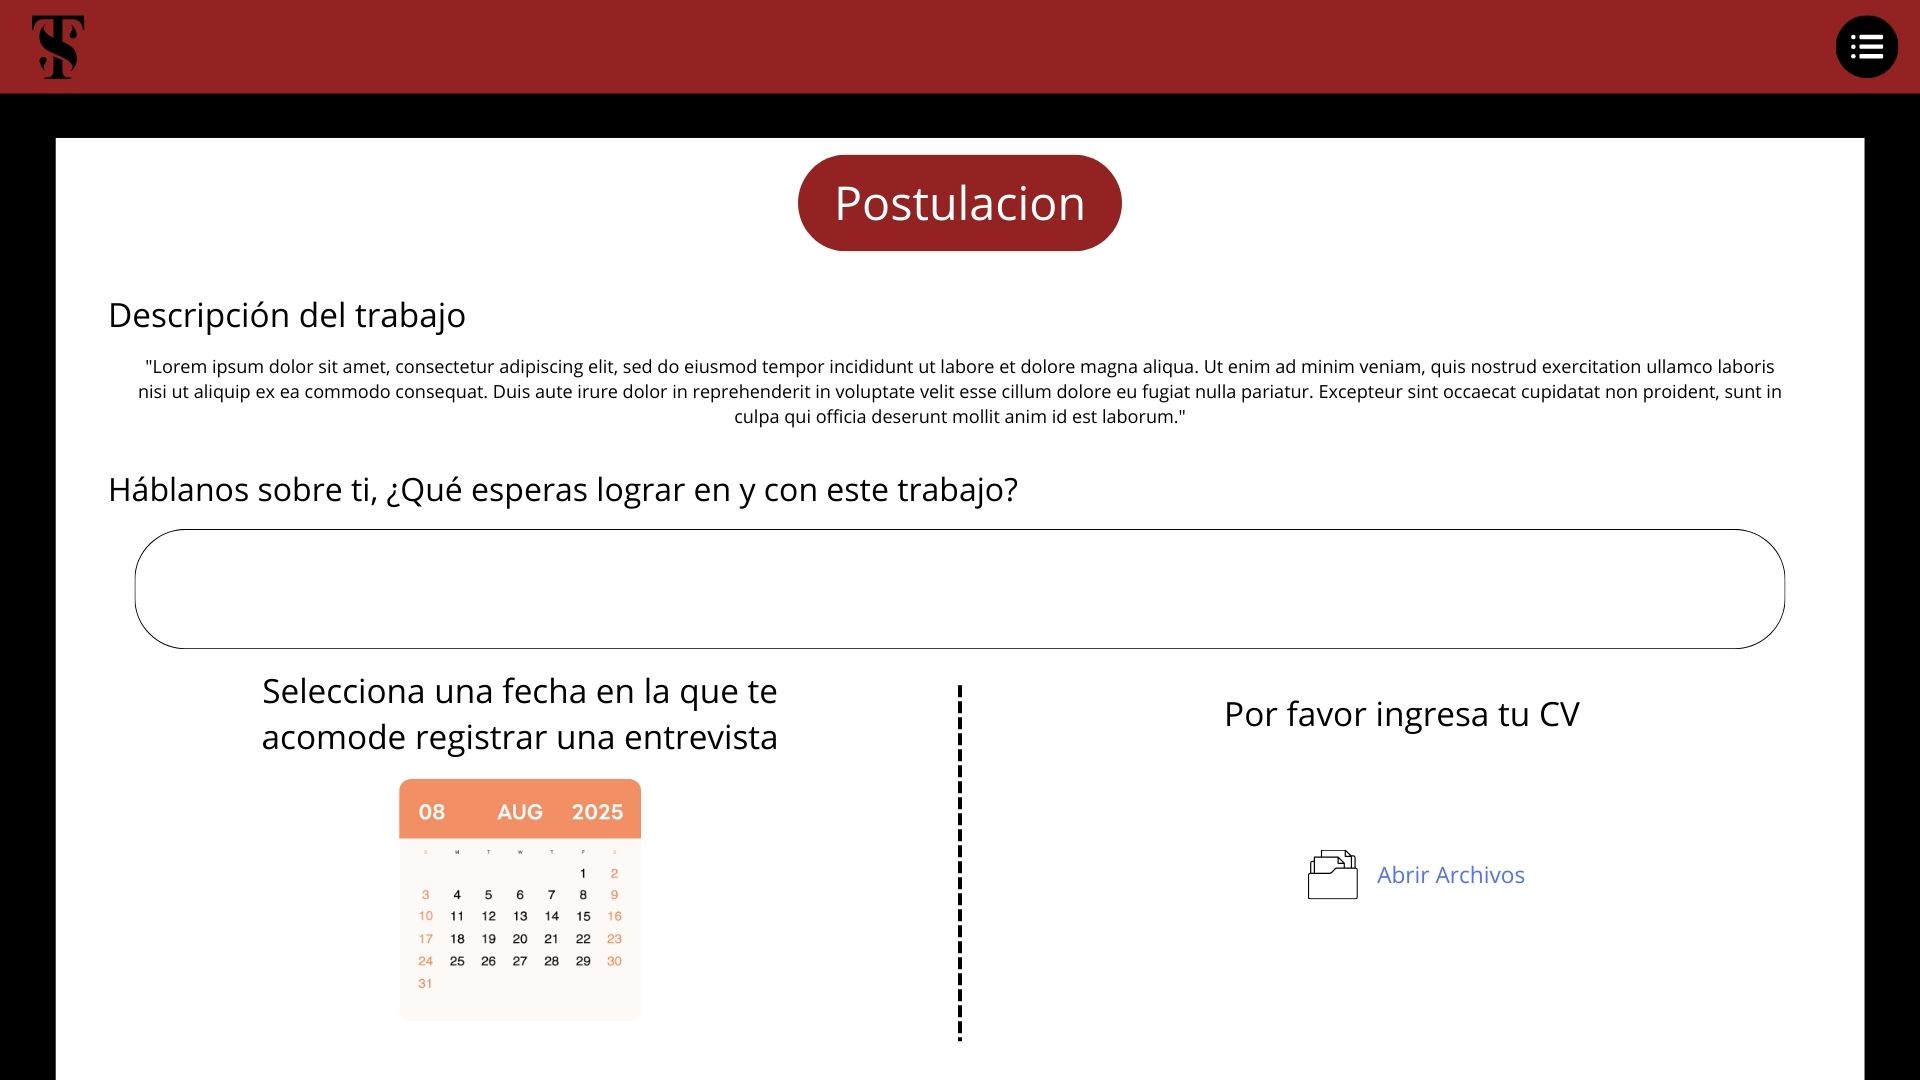 TS
Postulacion
Descripción del trabajo
"Lorem ipsum dolor sit amet, consectetur adipiscing elit, sed do eiusmod tempor incididunt ut labore et dolore magna aliqua. Ut enim ad minim veniam, quis nostrud exercitation ullamco laboris
nisi ut aliquip ex ea commodo consequat. Duis aute irure dolor in reprehenderit in voluptate velit esse cillum dolore eu fugiat nulla pariatur. Excepteur sint occaecat cupidatat non proident, sunt in
culpa qui officia deserunt mollit anim id est laborum."
Háblanos sobre ti, ¿Qué esperas lograr en y con este trabajo?
Selecciona una fecha en la que te
acomode registrar una entrevista
08 AUG 2025
S M T W T F S
1 2
3 4 5 6 7 8 9
10 11 12 13 14 15 16
17 18 19 20 21 22 23
24 25 26 27 28 29 30
31
Por favor ingresa tu CV
Abrir Archivos